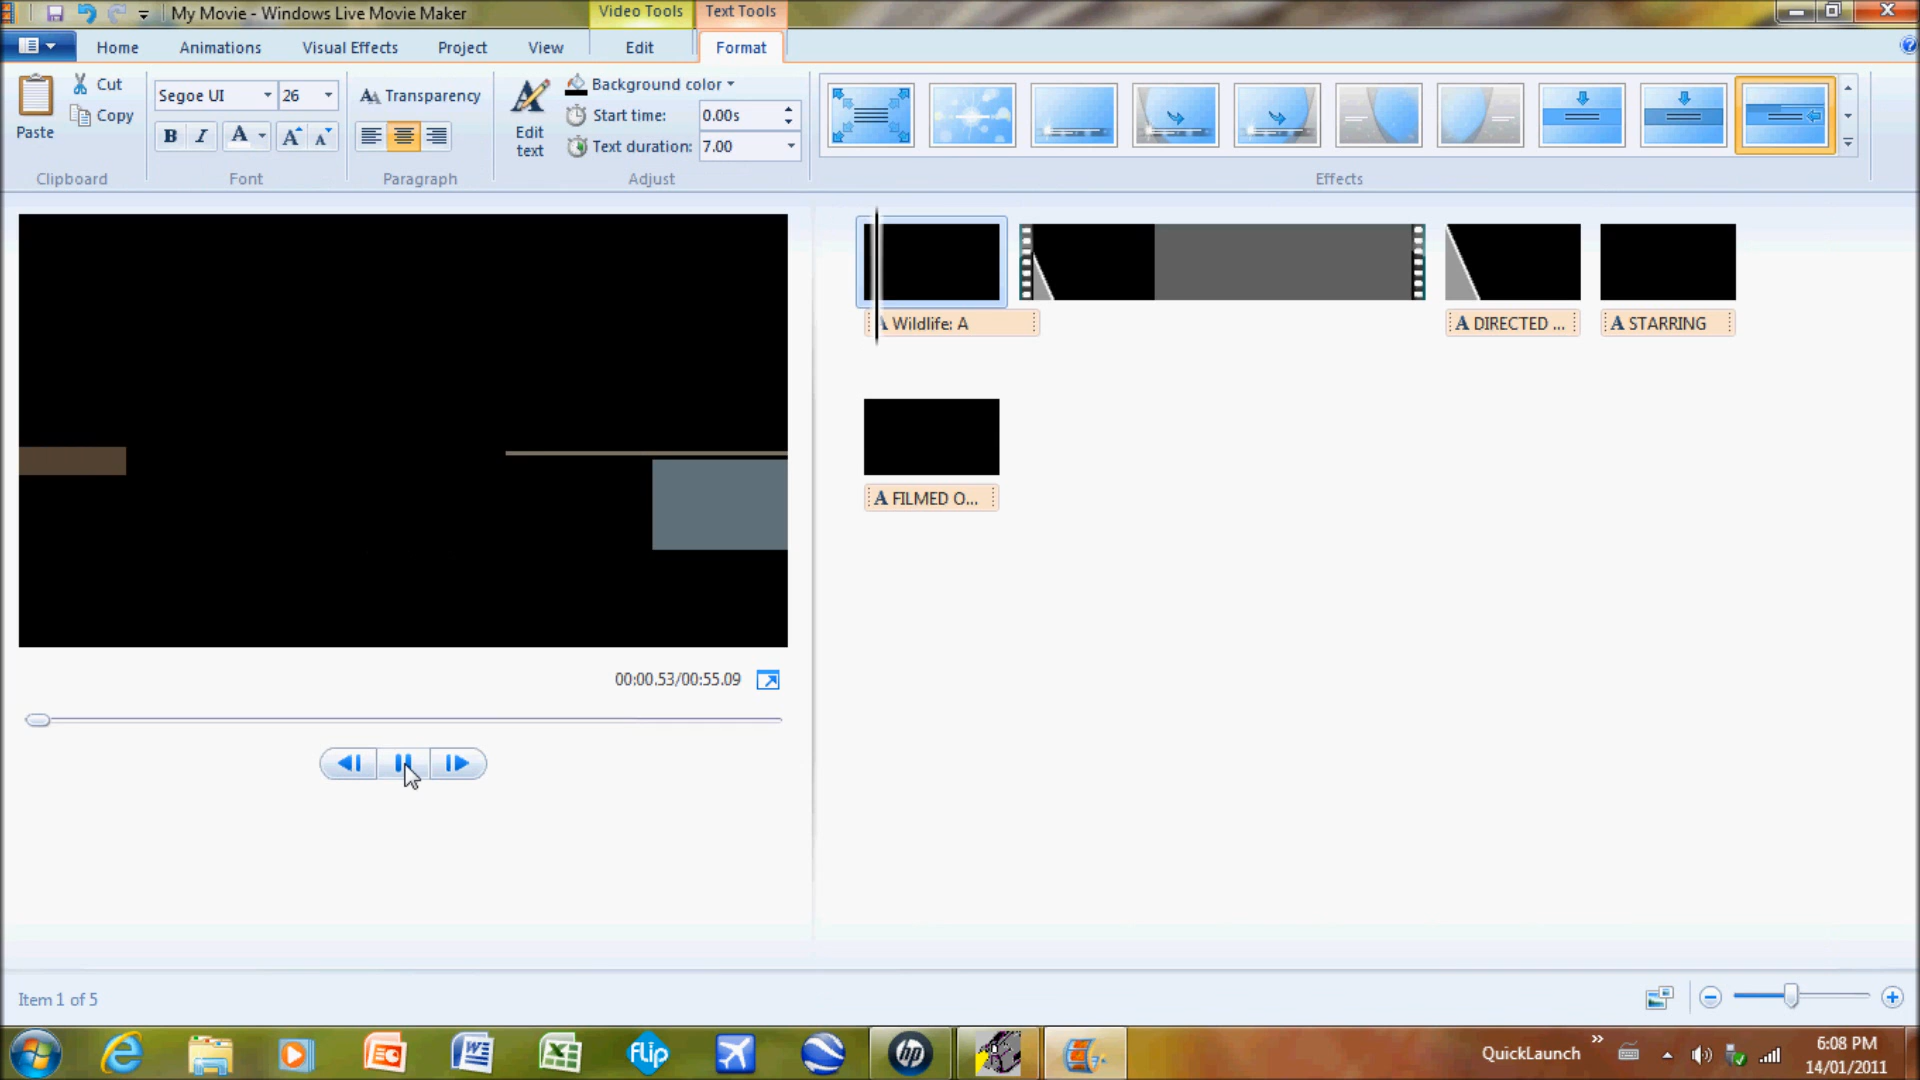 My Movie - Windows Live Movie Maker
Video Tools
Text Tools
Home
Animations
Visual Effects
Project
View
Edit
Format
Paste
Cut
Copy
Clipboard
Segoe UI
26
B
I
A
A
A
Font
Transparency
Paragraph
Edit text
Background color
Start time: 0.00s
Text duration: 7.00
Adjust
Effects
Wildlife: A
A DIRECTED ...
A STARRING
A FILMED O...
00:00.53/00:55.09
Item 1 of 5
FLiP
hp
QuickLaunch
6:08 PM
14/01/2011